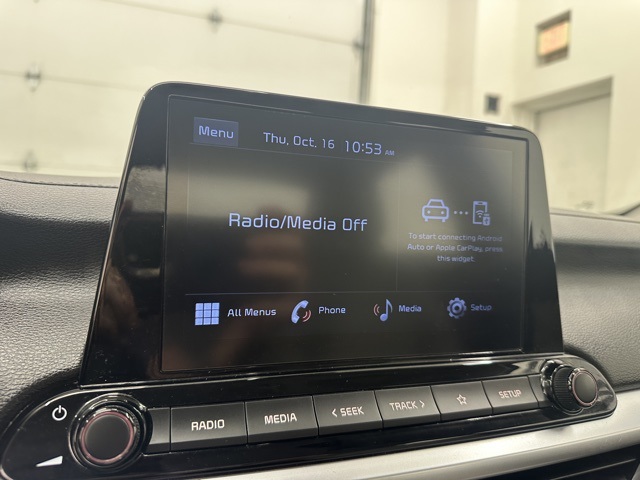 Menu
Thu, Oct. 16 10:53 AM
Radio/Media Off
To start connecting Android
Auto or Apple CarPlay, press
this widget
All Menus
Phone
Media
Setup
RADIO
MEDIA
< SEEK
TRACK >
SETUP